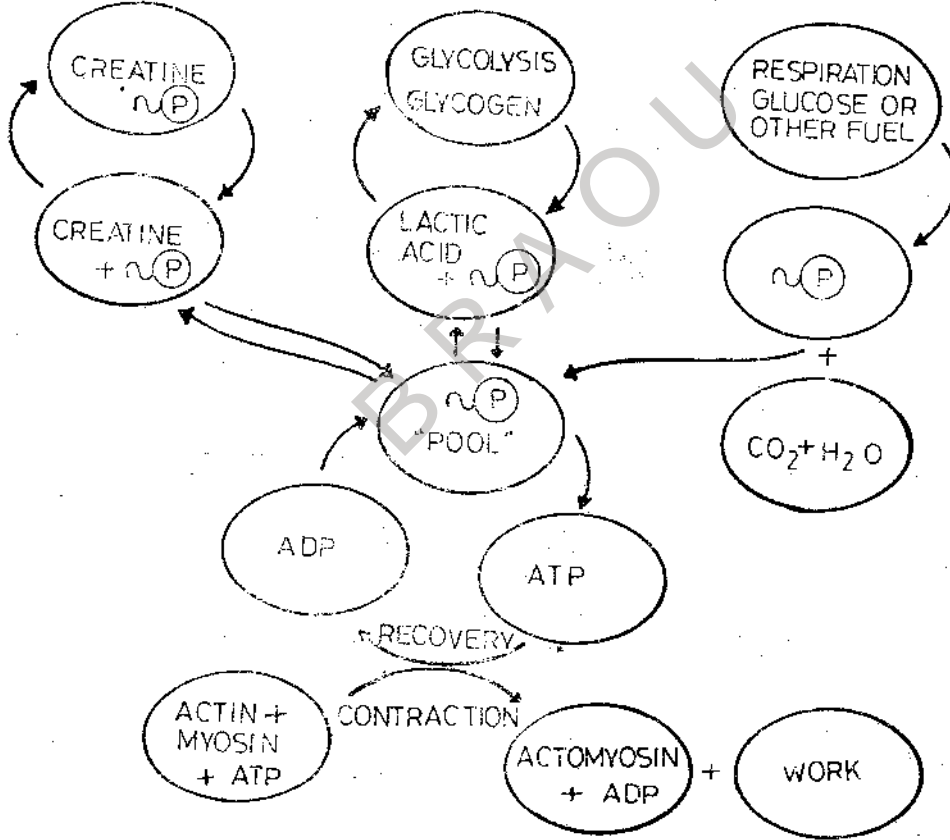 CREATINE
~P
GLYCOLYSIS
GLYCOGEN
RESPIRATION
GLUCOSE OR
OTHER FUEL
CREATINE
+ ~P
LACTIC
ACID
+ ~P
~P
+
CO2+H2O
~P
"POOL"
ADP
ATP
RECOVERY
CONTRACTION
ACTIN +
MYOSIN
+ ATP
ACTOMYOSIN
+ ADP
+
WORK
BRAOU